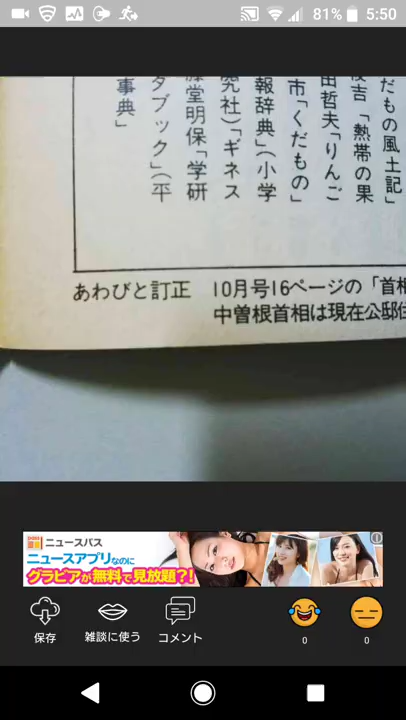 81% 5:50
だもの風土記」
俊吉「熱帯の果
田哲夫「りんご
市「くだもの」
報辞典」(小学
究社)「ギネス
藤堂明保「学研
タブック」(平
事典」
あわびと訂正 10月号16ページの「首相
中曽根首相は現在公邸住
ニュースパス
ニュースアプリなのに
グラビアが無料で見放題?!
保存
雑談に使う
コメント
0
0